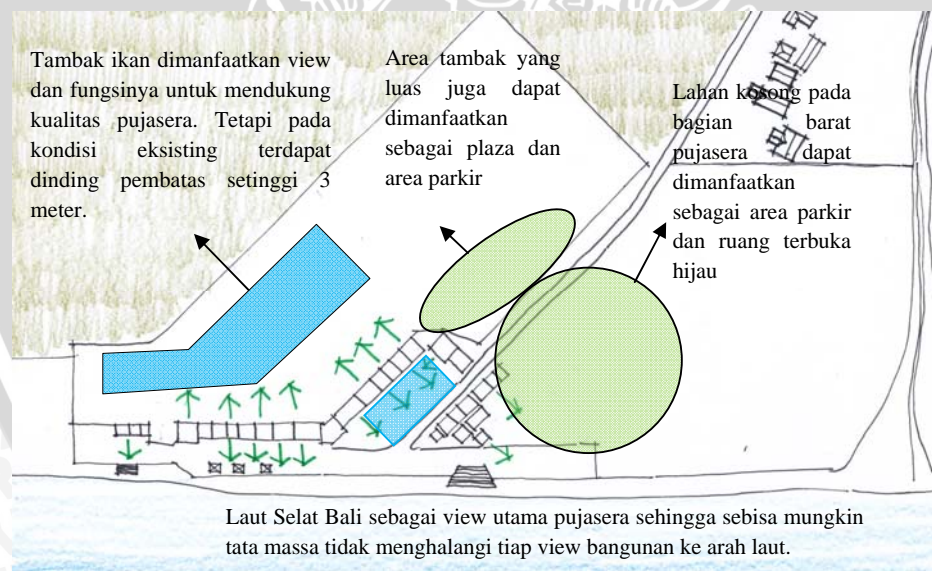 Tambak ikan dimanfaatkan view
dan fungsinya untuk mendukung
kualitas pujasera. Tetapi pada
kondisi eksisting terdapat
dinding pembatas setinggi 3
meter.
Area tambak yang
luas juga dapat
dimanfaatkan
sebagai plaza dan
area parkir
Lahan kosong pada
bagian barat
pujasera dapat
dimanfaatkan
sebagai area parkir
dan ruang terbuka
hijau
Laut Selat Bali sebagai view utama pujasera sehingga sebisa mungkin
tata massa tidak menghalangi tiap view bangunan ke arah laut.